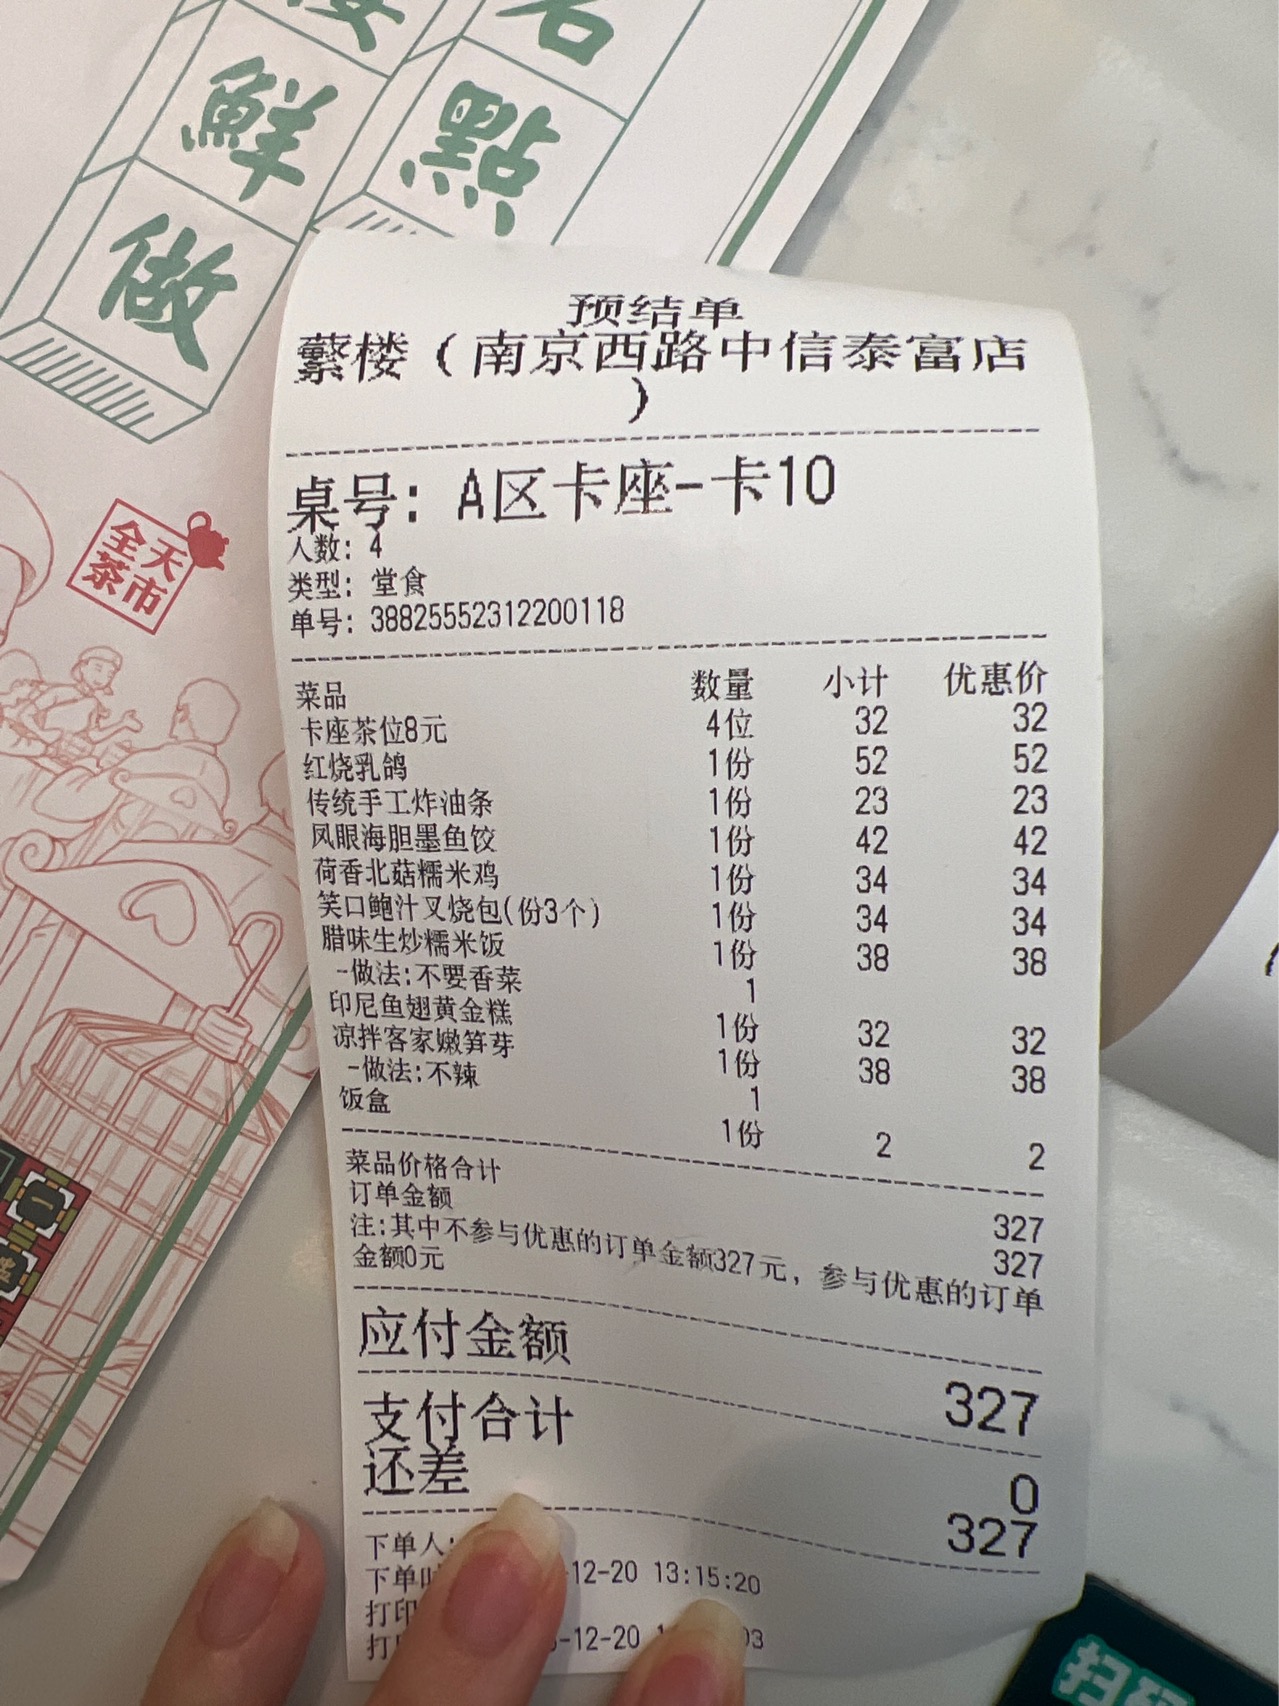 名
點
鮮
做
全天
茶市
预结单
蘩楼（南京西路中信泰富店
）
桌号：A区卡座-卡10
人数：4
类型：堂食
单号：38825552312200118
菜品 数量 小计 优惠价
卡座茶位8元 4位 32 32
红烧乳鸽 1份 52 52
传统手工炸油条 1份 23 23
凤眼海胆墨鱼饺 1份 42 42
荷香北菇糯米鸡 1份 34 34
笑口鲍汁叉烧包(份3个) 1份 34 34
腊味生炒糯米饭 1份 38 38
-做法:不要香菜 1
印尼鱼翅黄金糕 1份 32 32
凉拌客家嫩笋芽 1份 38 38
-做法:不辣 1
饭盒 1份 2 2
菜品价格合计 327
订单金额 327
注:其中不参与优惠的订单金额327元，参与优惠的订单
金额0元
应付金额 327
支付合计 0
还差 327
下单人:
下单 12-20 13:15:20
打印
打 -12-20 03
扫